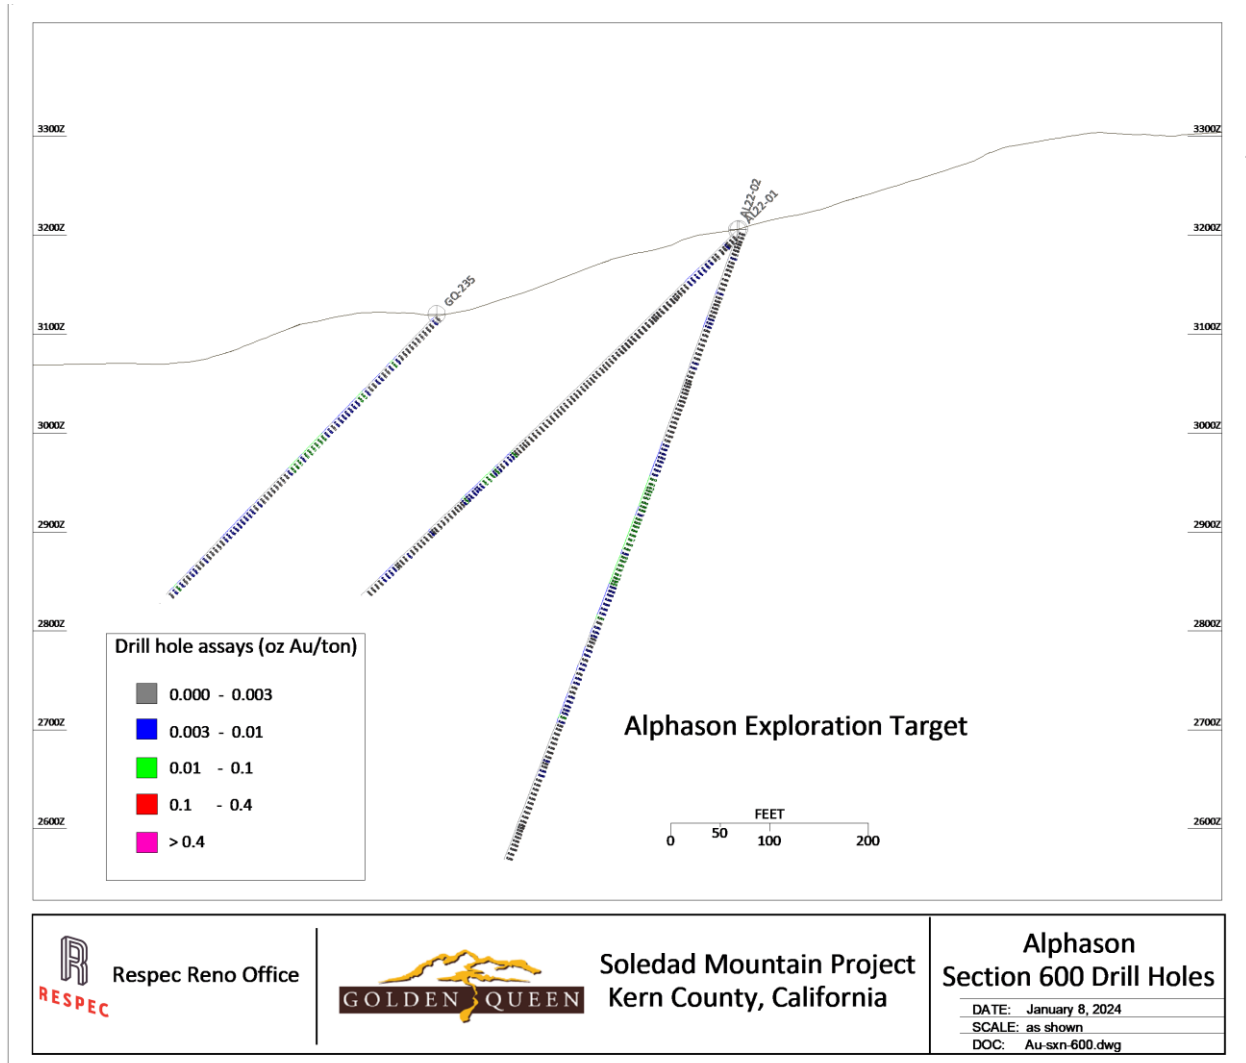 3300Z
3300Z
AL22-02
AL22-01
3200Z
3200Z
GQ-235
3100Z
3100Z
3000Z
3000Z
2900Z
2900Z
2800Z
2800Z
Drill hole assays (oz Au/ton)
0.000 - 0.003
0.003 - 0.01
0.01 - 0.1
0.1 - 0.4
> 0.4
2700Z
2700Z
Alphason Exploration Target
2600Z
2600Z
FEET
0 50 100 200
RESPEC
Respec Reno Office
GOLDEN QUEEN
Soledad Mountain Project
Kern County, California
Alphason
Section 600 Drill Holes
DATE: January 8, 2024
SCALE: as shown
DOC: Au-sxn-600.dwg